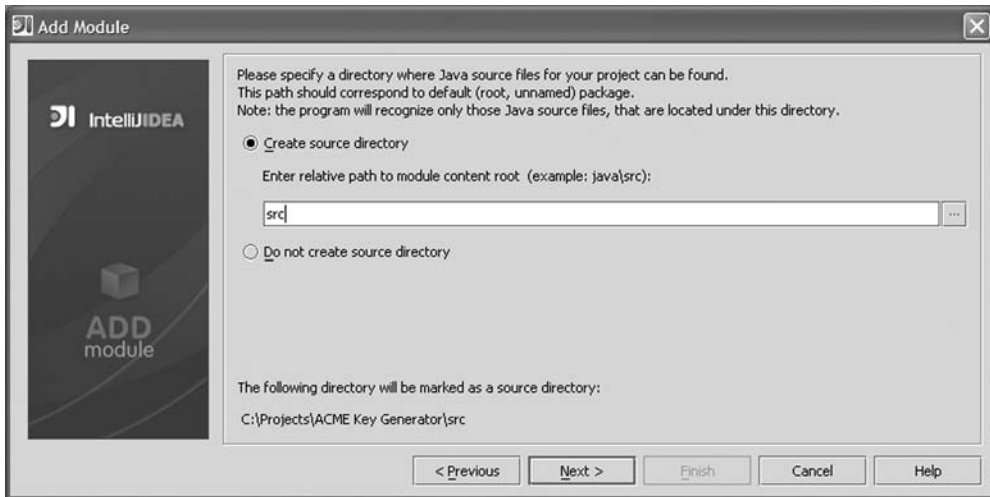 Add Module
IntelliJIDEA
ADD
module
Please specify a directory where Java source files for your project can be found.
This path should correspond to default (root, unnamed) package.
Note: the program will recognize only those Java source files, that are located under this directory.
Create source directory
Enter relative path to module content root (example: java\src):
src
...
Do not create source directory
The following directory will be marked as a source directory:
C:\Projects\ACME Key Generator\src
< Previous
Next >
Finish
Cancel
Help